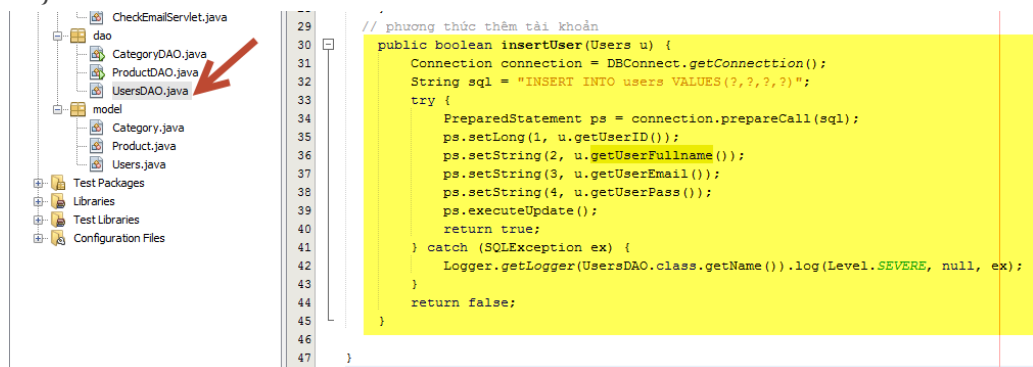 CheckEmailServlet.java
dao
CategoryDAO.java
ProductDAO.java
UsersDAO.java
model
Category.java
Product.java
Users.java
Test Packages
Libraries
Test Libraries
Configuration Files
29 // phương thức thêm tài khoản
30 public boolean insertUser(Users u) {
31 Connection connection = DBConnect.getConnecttion();
32 String sql = "INSERT INTO users VALUES(?,?,?,?)";
33 try {
34 PreparedStatement ps = connection.prepareCall(sql);
35 ps.setLong(1, u.getUserID());
36 ps.setString(2, u.getUserFullname());
37 ps.setString(3, u.getUserEmail());
38 ps.setString(4, u.getUserPass());
39 ps.executeUpdate();
40 return true;
41 } catch (SQLException ex) {
42 Logger.getLogger(UsersDAO.class.getName()).log(Level.SEVERE, null, ex);
43 }
44 return false;
45 }
46
47 }